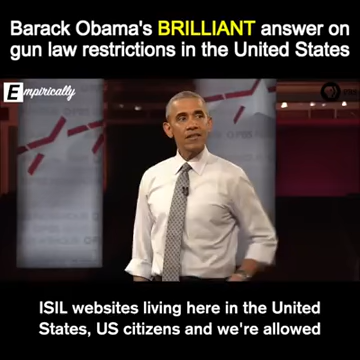 Barack Obama's BRILLIANT answer on
gun law restrictions in the United States
Empirically
PBS
ISIL websites living here in the United
States, US citizens and we're allowed